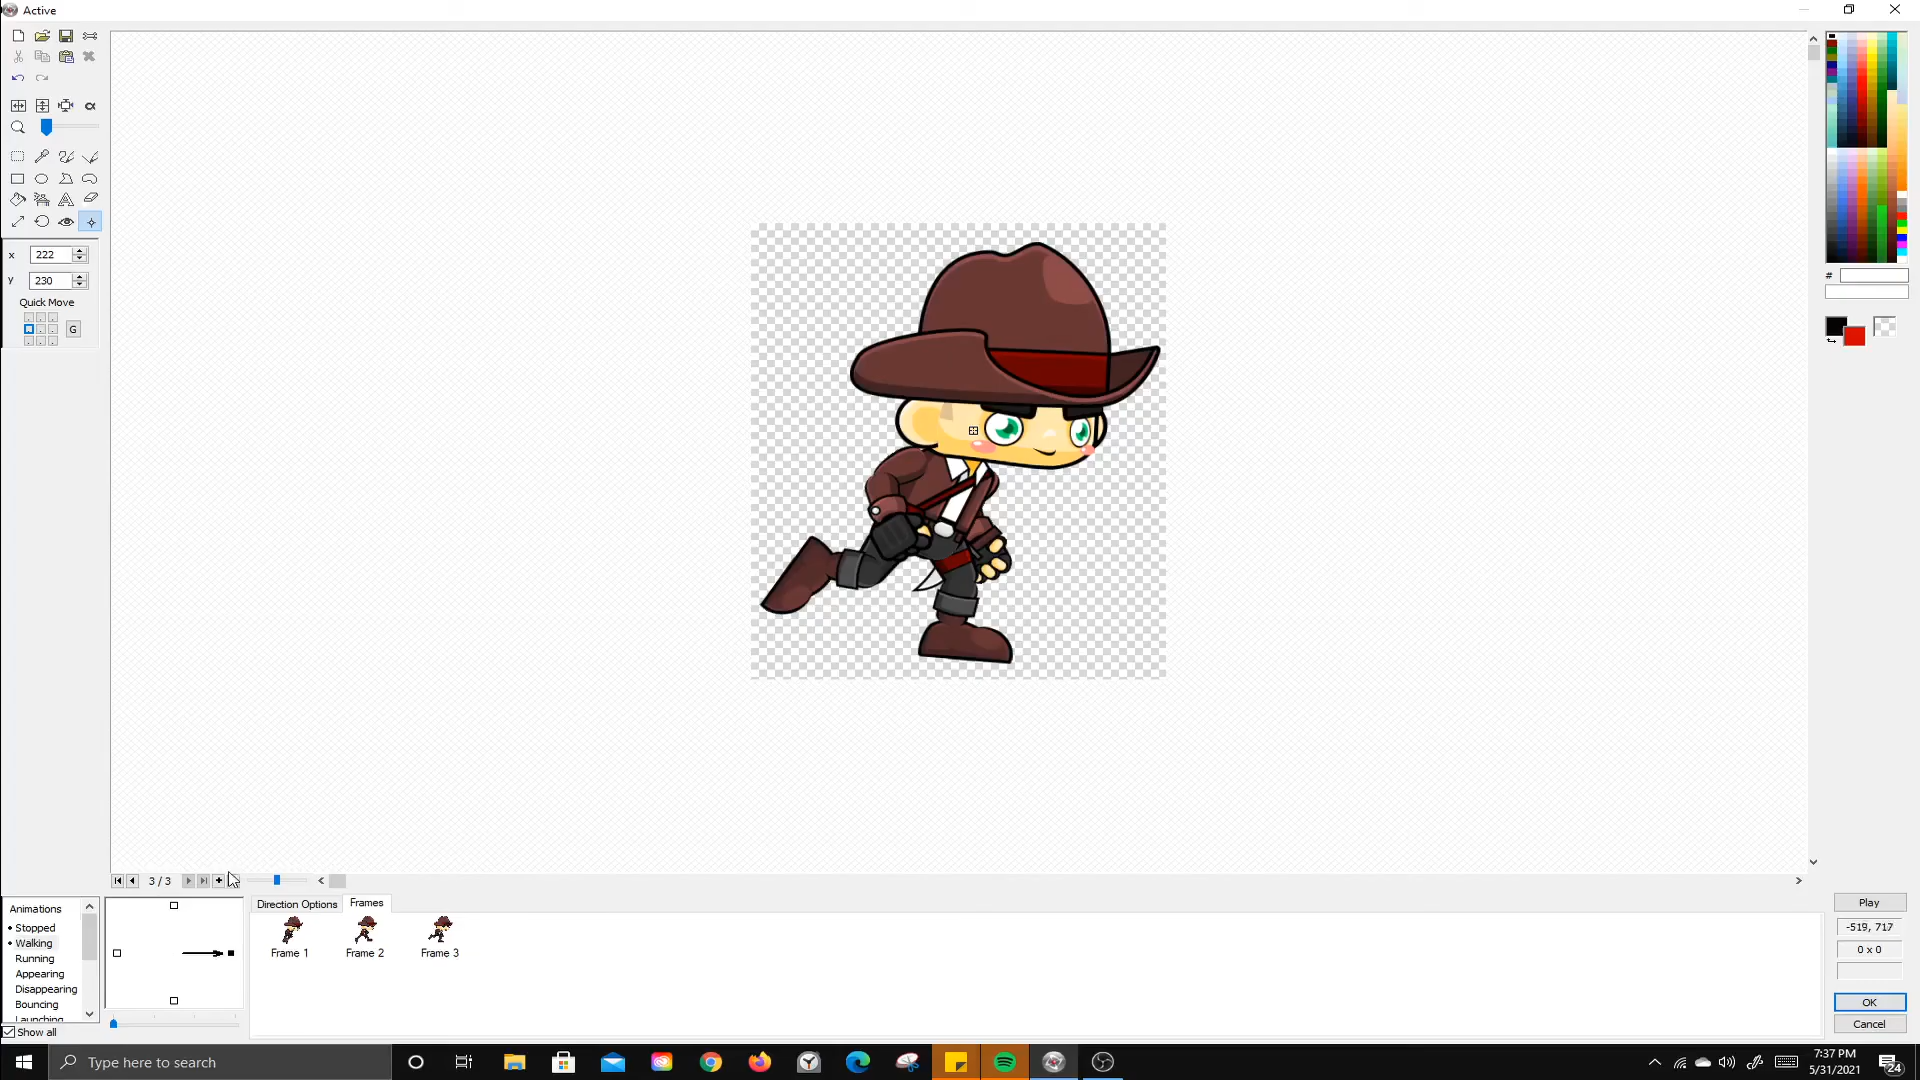 Active
x 222
y 230
Quick Move
G
#
3 / 3
Animations
Stopped
Walking
Running
Appearing
Disappearing
Bouncing
Launching
Show all
Direction Options Frames
Frame 1 Frame 2 Frame 3
Play
-519, 717
0 x 0
OK
Cancel
Type here to search
7:37 PM
5/31/2021
24